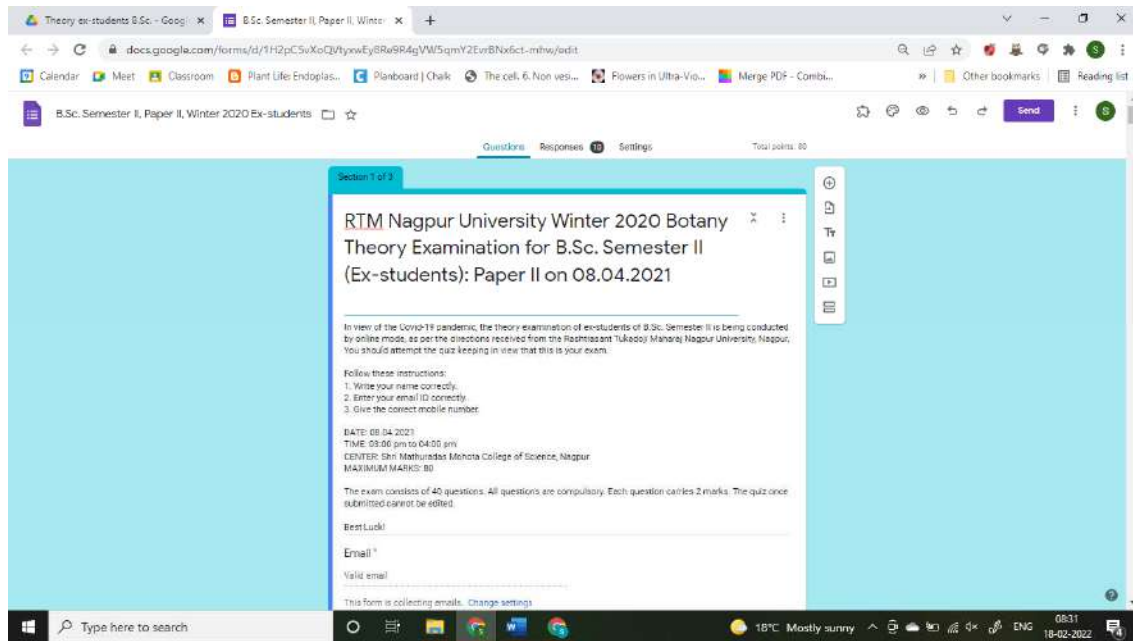 Theory ex-students B.Sc. - Goog
B.Sc. Semester II, Paper II, Winter
Calendar Meet Classroom Plant Life: Endoplas... Planboard | Chalk The cell. 6. Non vesi... Flowers in Ultra-Vio... Merge PDF - Combi... » Other bookmarks Reading list
B.Sc. Semester II, Paper II, Winter 2020 Ex-students
Send
S
Questions Responses 10 Settings Total points: 80
Section 1 of 3
RTM Nagpur University Winter 2020 Botany
Theory Examination for B.Sc. Semester II
(Ex-students): Paper II on 08.04.2021
In view of the Covid-19 pandemic, the theory examination of ex-students of B.Sc. Semester II is being conducted
by online mode, as per the directions received from the Rashtrasant Tukadoji Maharaj Nagpur University, Nagpur.
You should attempt the quiz keeping in view that this is your exam.
Follow these instructions:
1. Write your name correctly.
2. Enter your email ID correctly.
3. Give the correct mobile number.
DATE: 08.04.2021
TIME: 03:00 pm to 04:00 pm
CENTER: Shri Mathuradas Mohota College of Science, Nagpur
MAXIMUM MARKS: 80
The exam consists of 40 questions. All questions are compulsory. Each question carries 2 marks. The quiz once
submitted cannot be edited.
Best Luck!
Email *
Valid email
This form is collecting emails. Change settings
Type here to search
18°C Mostly sunny
ENG
08:31
18-02-2022